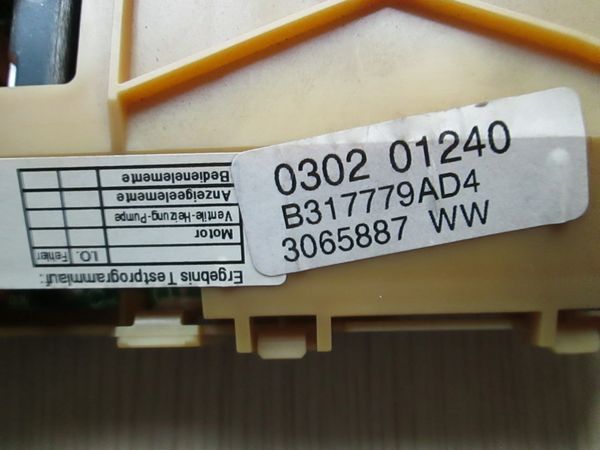 0302 01240
B317779AD4
3065887 WW
Ergebnis Testprogrammlauf:
I.O. Fehler
Motor
Ventile-Heizung-Pumpe
Anzeigeelemente
Bedienelemente